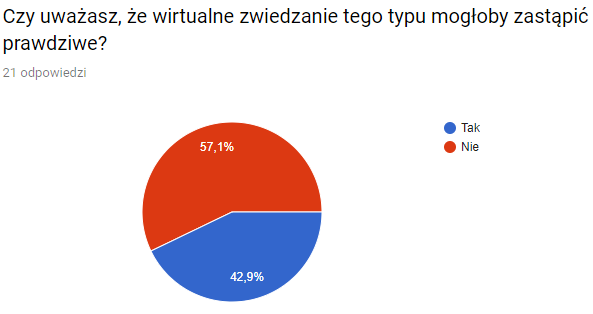 Czy uważasz, że wirtualne zwiedzanie tego typu mogłoby zastąpić
prawdziwe?
21 odpowiedzi
Tak
Nie
57,1%
42,9%